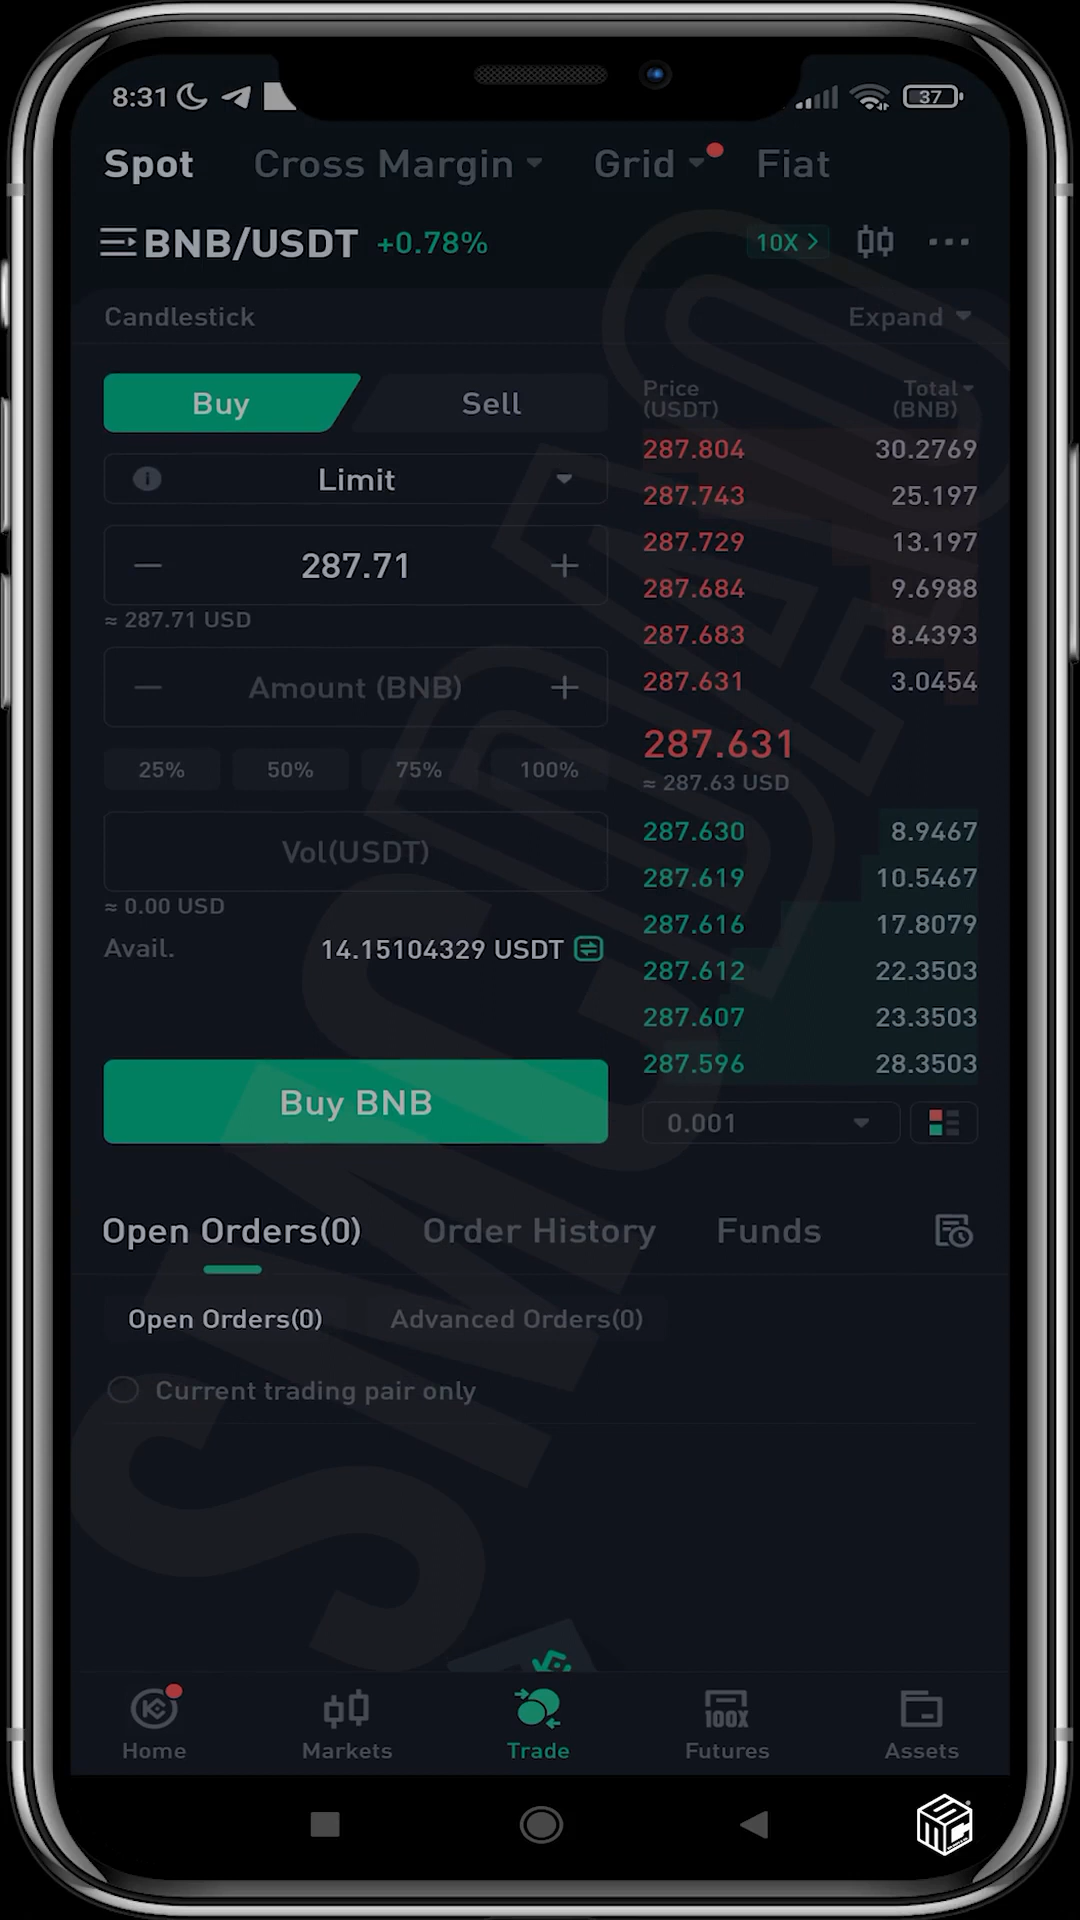 8:31 37
Spot Cross Margin Grid Fiat
BNB/USDT +0.78% 10X >
Candlestick Expand
Buy Sell
Limit
287.71
≈ 287.71 USD
Amount (BNB)
25% 50% 75% 100%
Vol(USDT)
≈ 0.00 USD
Avail. 14.15104329 USDT
Buy BNB
Price Total
(USDT) (BNB)
287.804 30.2769
287.743 25.197
287.729 13.197
287.684 9.6988
287.683 8.4393
287.631 3.0454
287.631
≈ 287.63 USD
287.630 8.9467
287.619 10.5467
287.616 17.8079
287.612 22.3503
287.607 23.3503
287.596 28.3503
0.001
Open Orders(0) Order History Funds
Open Orders(0) Advanced Orders(0)
Current trading pair only
Home Markets Trade 100X Futures Assets
SMCDAO
SMC